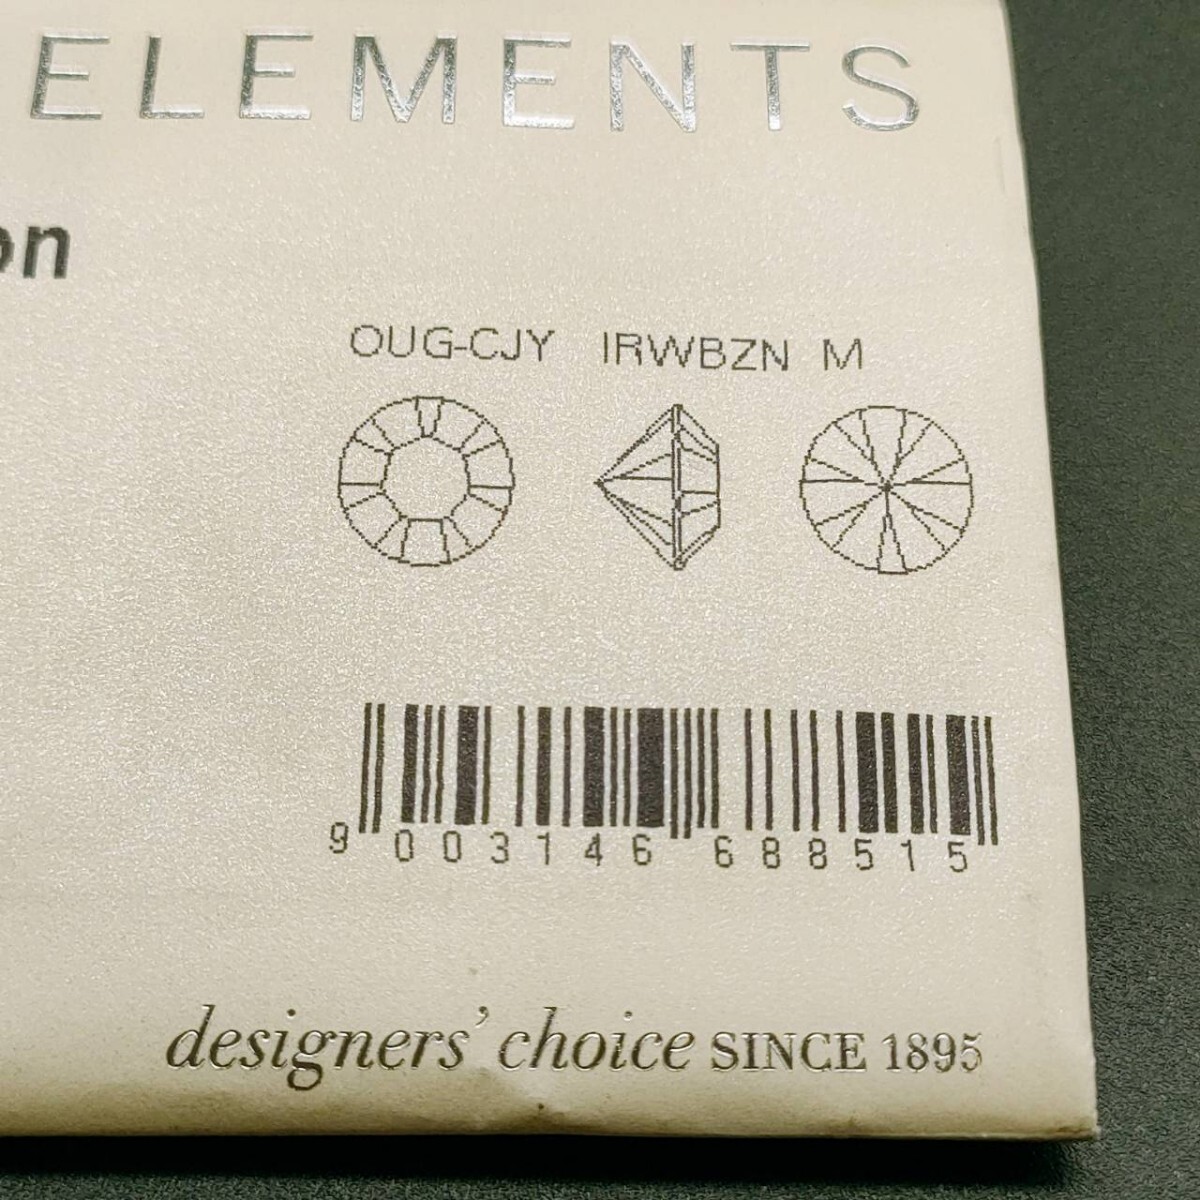 ELEMENTS
on
OUG-CJY IRWBZN M
9 003146 688515
designers' choice SINCE 1895